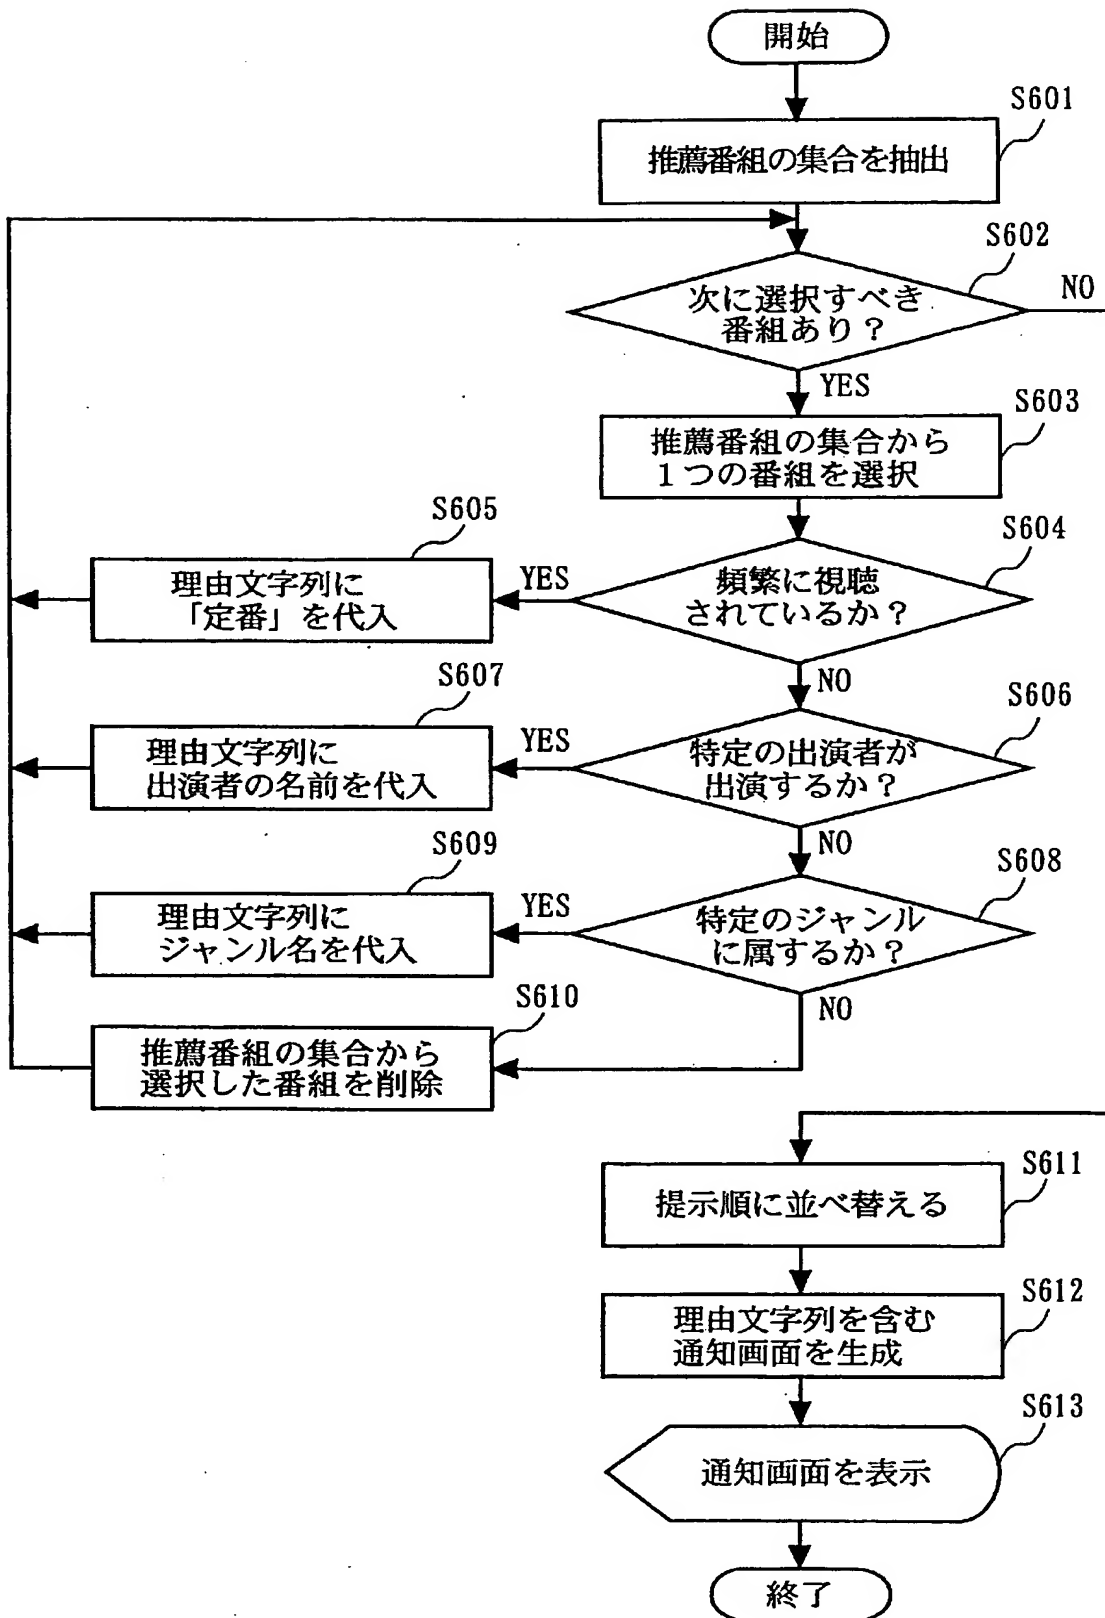 開始
S601
推薦番組の集合を抽出
S602
次に選択すべき
番組あり？
NO
YES
S603
推薦番組の集合から
１つの番組を選択
S604
頻繁に視聴
されているか？
YES
S605
理由文字列に
「定番」を代入
NO
S606
特定の出演者が
出演するか？
YES
S607
理由文字列に
出演者の名前を代入
NO
S608
特定のジャンル
に属するか？
YES
S609
理由文字列に
ジャンル名を代入
NO
S610
推薦番組の集合から
選択した番組を削除
S611
提示順に並べ替える
S612
理由文字列を含む
通知画面を生成
S613
通知画面を表示
終了